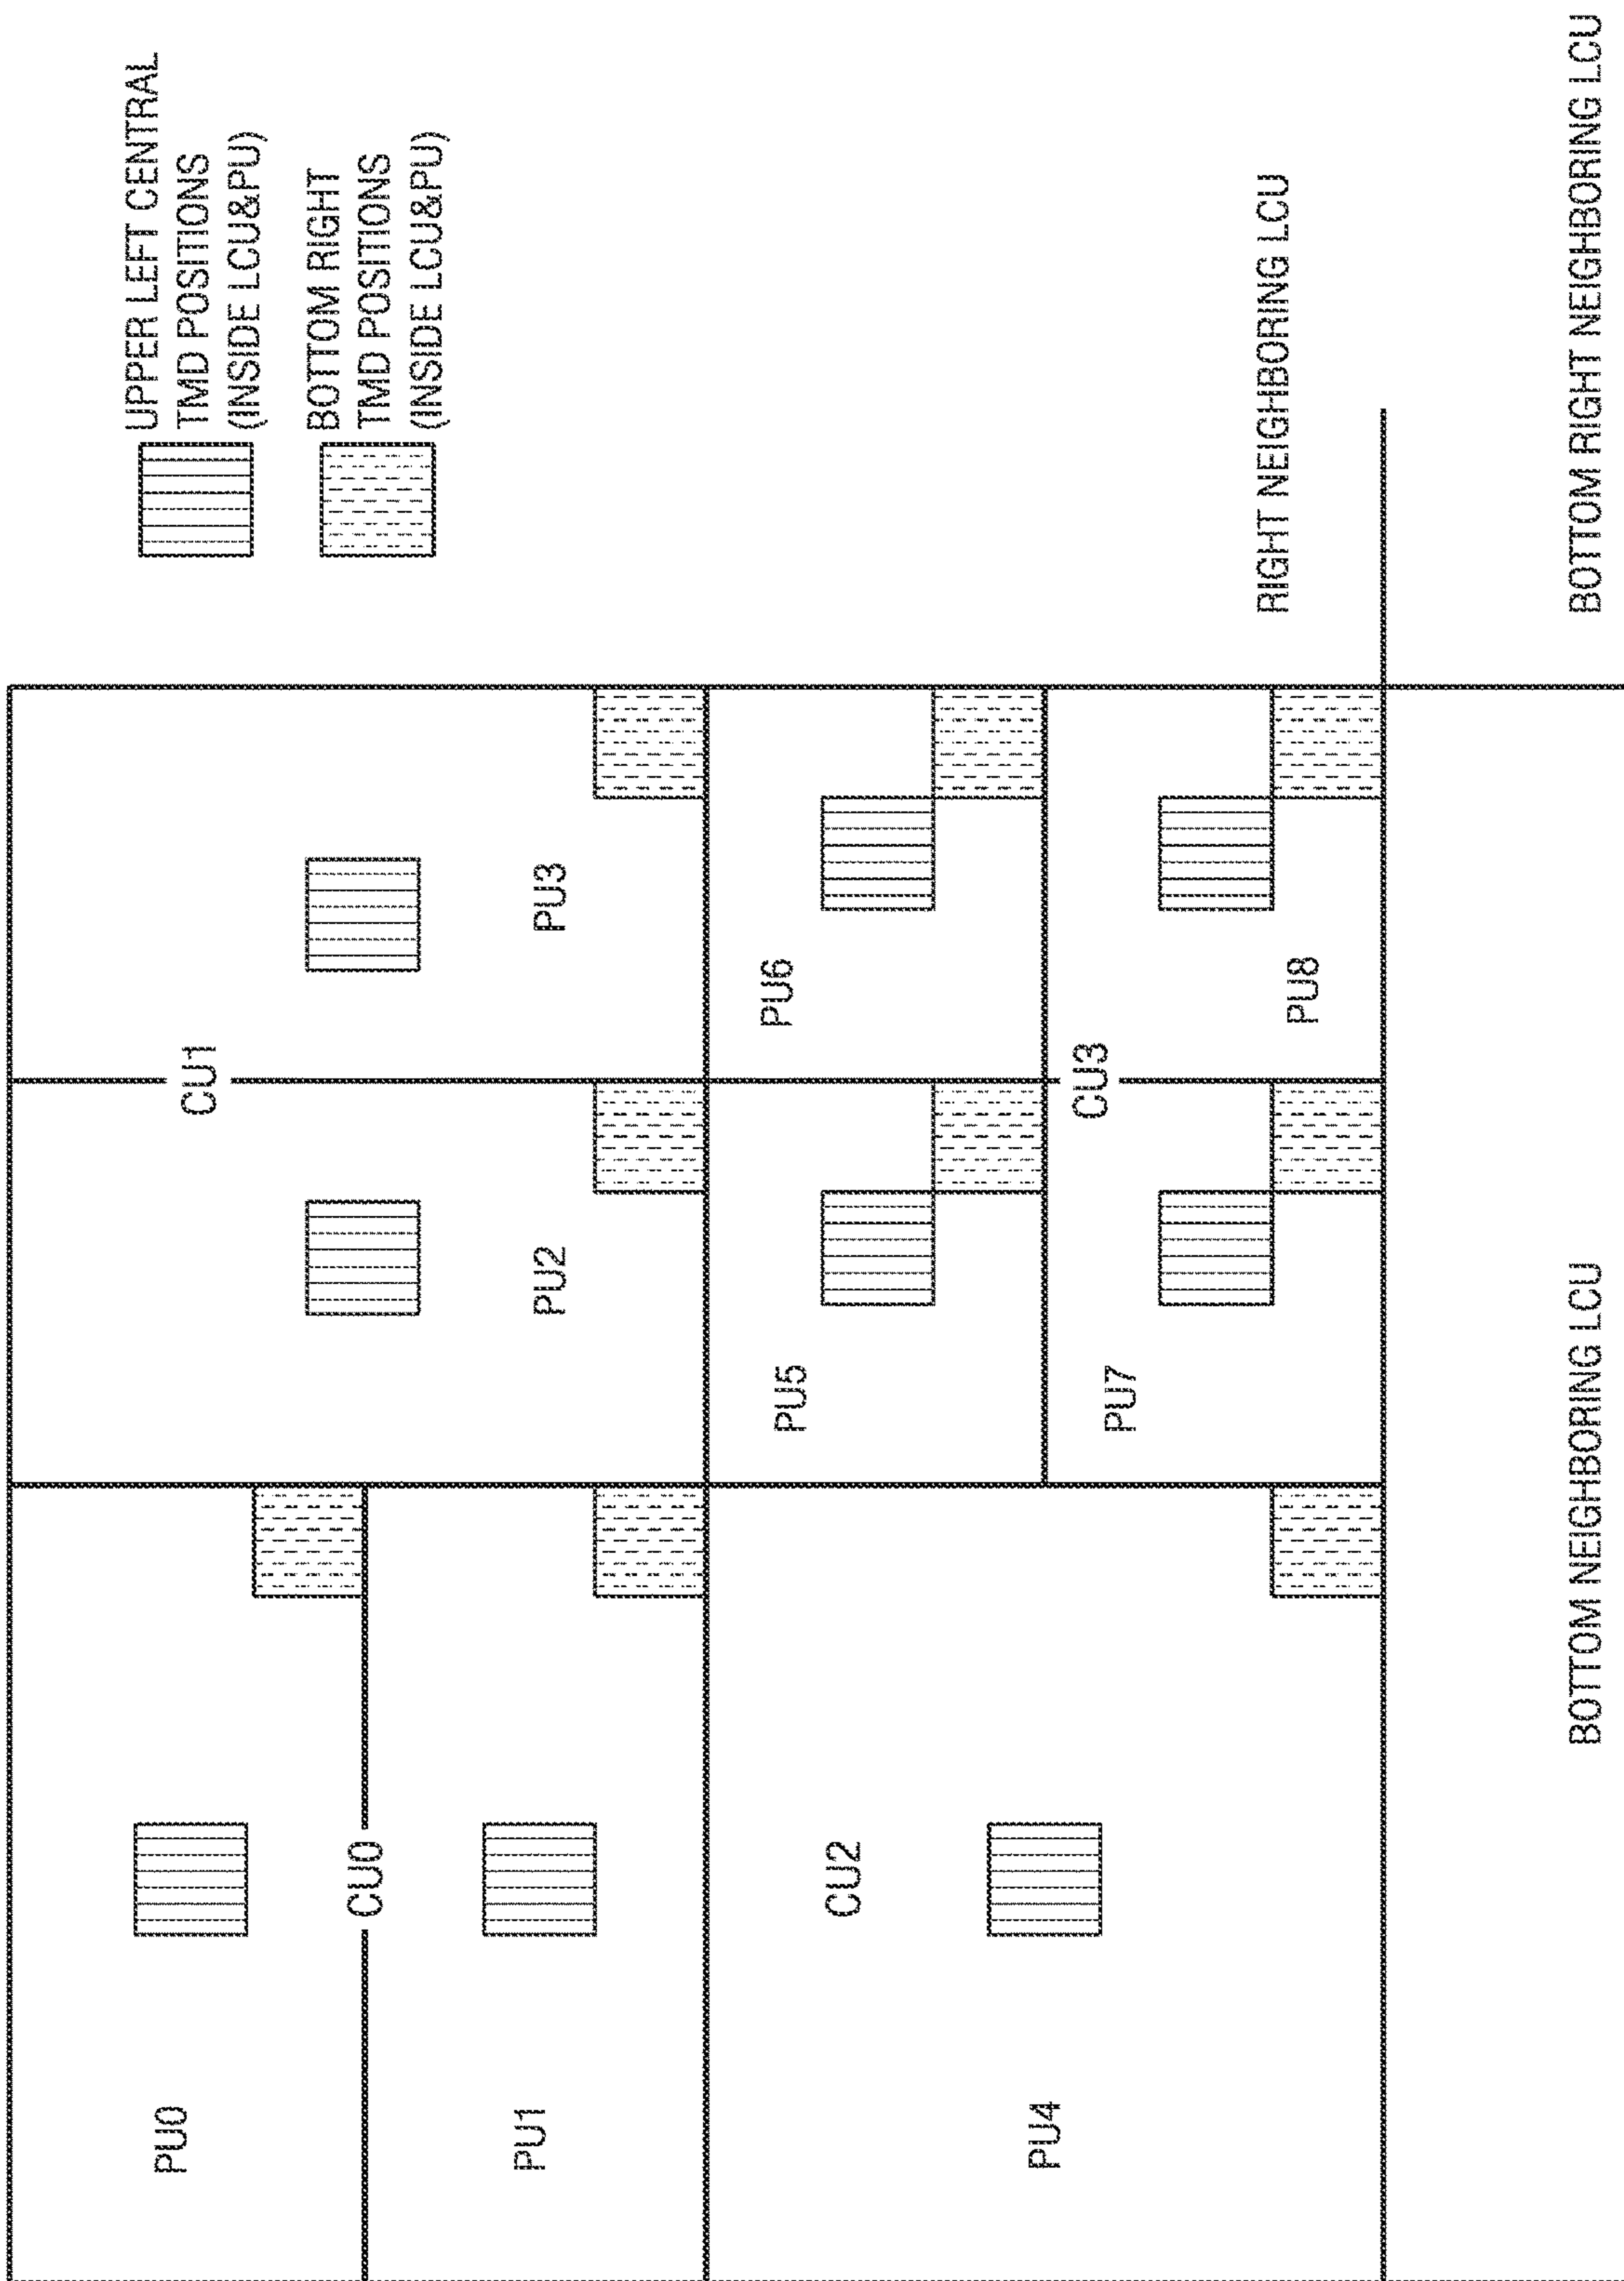 UPPER LEFT CENTRAL
TMD POSITIONS
(INSIDE LCU&PU)
BOTTOM RIGHT
TMD POSITIONS
(INSIDE LCU&PU)
PU0
CU1
CU0
PU1
PU2
PU3
CU2
PU5
PU6
PU4
CU3
PU7
PU8
RIGHT NEIGHBORING LCU
BOTTOM NEIGHBORING LCU
BOTTOM RIGHT NEIGHBORING LCU